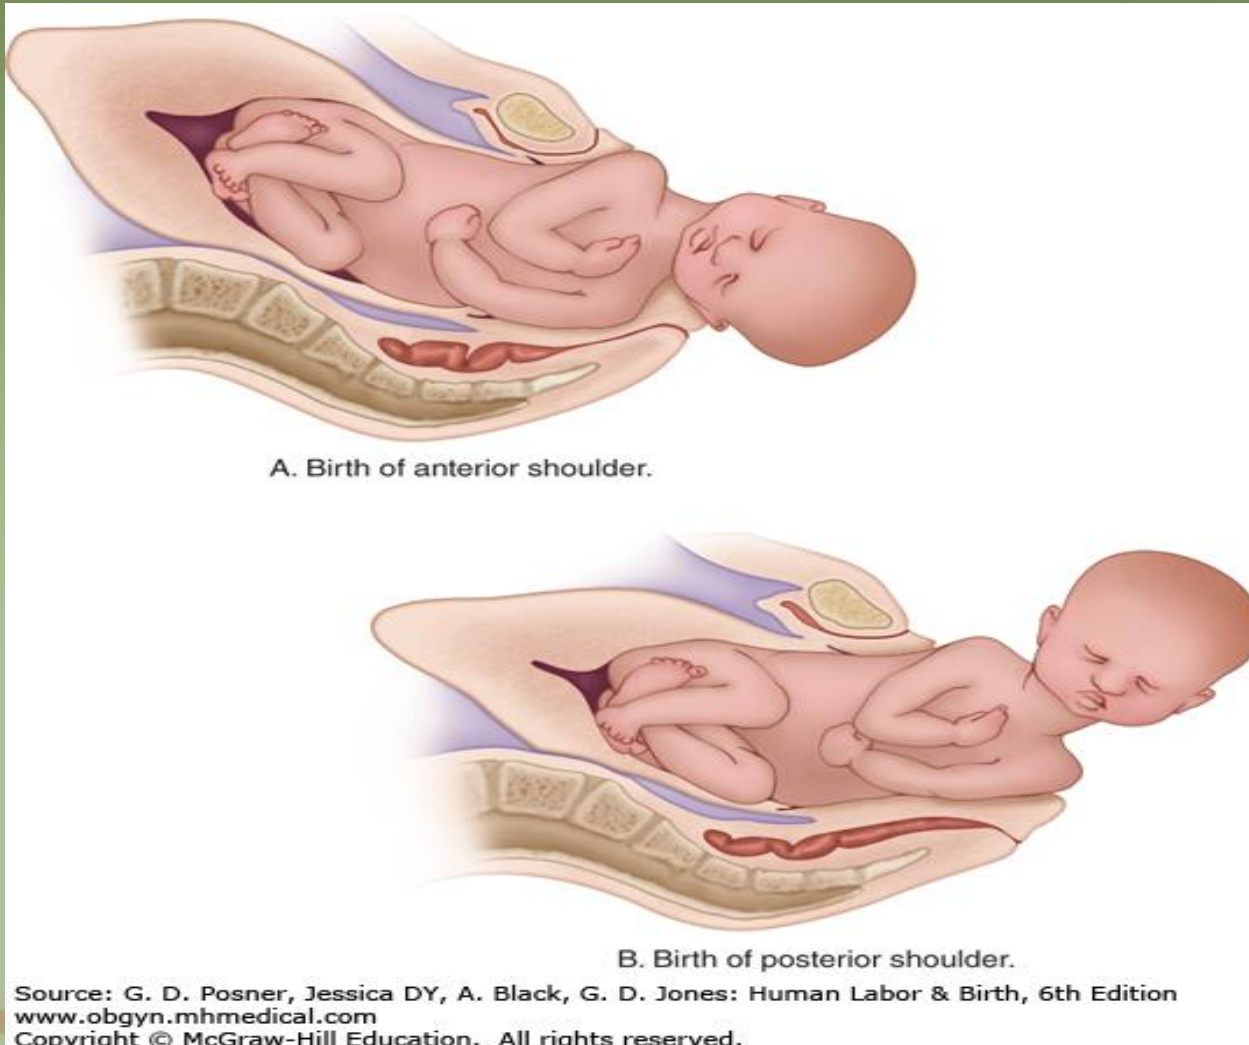 A. Birth of anterior shoulder.
B. Birth of posterior shoulder.
Source: G. D. Posner, Jessica DY, A. Black, G. D. Jones: Human Labor & Birth, 6th Edition
www.obgyn.mhmedical.com
Copyright © McGraw-Hill Education. All rights reserved.